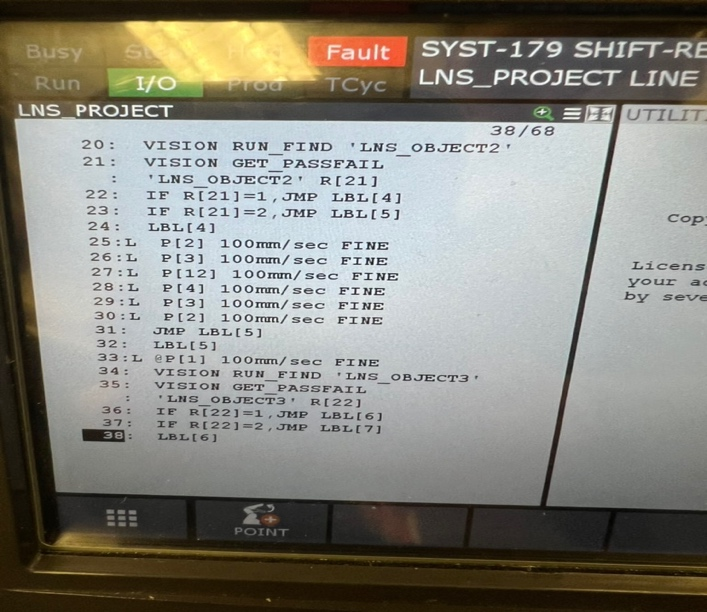 Busy
Fault
SYST-179 SHIFT-RE
Run
I/O
Prod
TCyc
LNS_PROJECT LINE
LNS_PROJECT
UTILIT
38/68
20: VISION RUN_FIND 'LNS_OBJECT2'
21: VISION GET_PASSFAIL
: 'LNS_OBJECT2' R[21]
22: IF R[21]=1,JMP LBL[4]
23: IF R[21]=2,JMP LBL[5]
24: LBL[4]
25:L P[2] 100mm/sec FINE
26:L P[3] 100mm/sec FINE
27:L P[12] 100mm/sec FINE
28:L P[4] 100mm/sec FINE
29:L P[3] 100mm/sec FINE
30:L P[2] 100mm/sec FINE
31: JMP LBL[5]
32: LBL[5]
33:L @P[1] 100mm/sec FINE
34: VISION RUN_FIND 'LNS_OBJECT3'
35: VISION GET_PASSFAIL
: 'LNS_OBJECT3' R[22]
36: IF R[22]=1,JMP LBL[6]
37: IF R[22]=2,JMP LBL[7]
38: LBL[6]
Copy
Licens
your ac
by seve
POINT